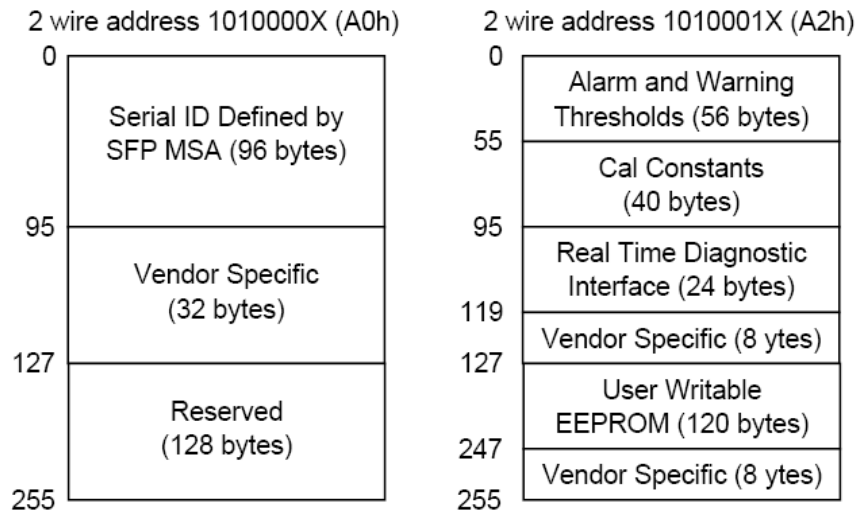 2 wire address 1010000X (A0h)
0
Serial ID Defined by
SFP MSA (96 bytes)
95
Vendor Specific
(32 bytes)
127
Reserved
(128 bytes)
255
2 wire address 1010001X (A2h)
0
Alarm and Warning
Thresholds (56 bytes)
55
Cal Constants
(40 bytes)
95
Real Time Diagnostic
Interface (24 bytes)
119
Vendor Specific (8 ytes)
127
User Writable
EEPROM (120 bytes)
247
Vendor Specific (8 ytes)
255